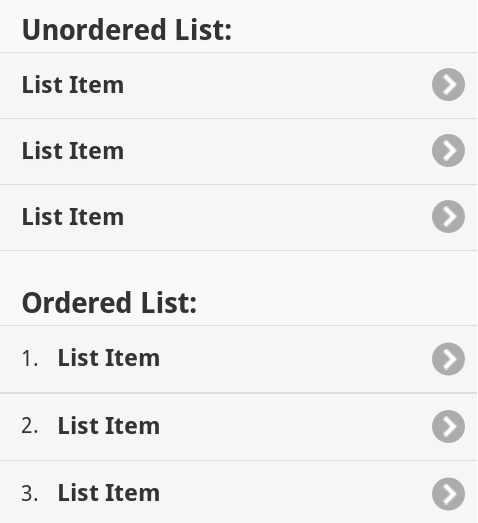 Unordered List:
List Item
List Item
List Item
Ordered List:
1. List Item
2. List Item
3. List Item